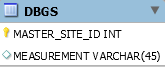 DBGS
MASTER_SITE_ID INT
MEASUREMENT VARCHAR(45)